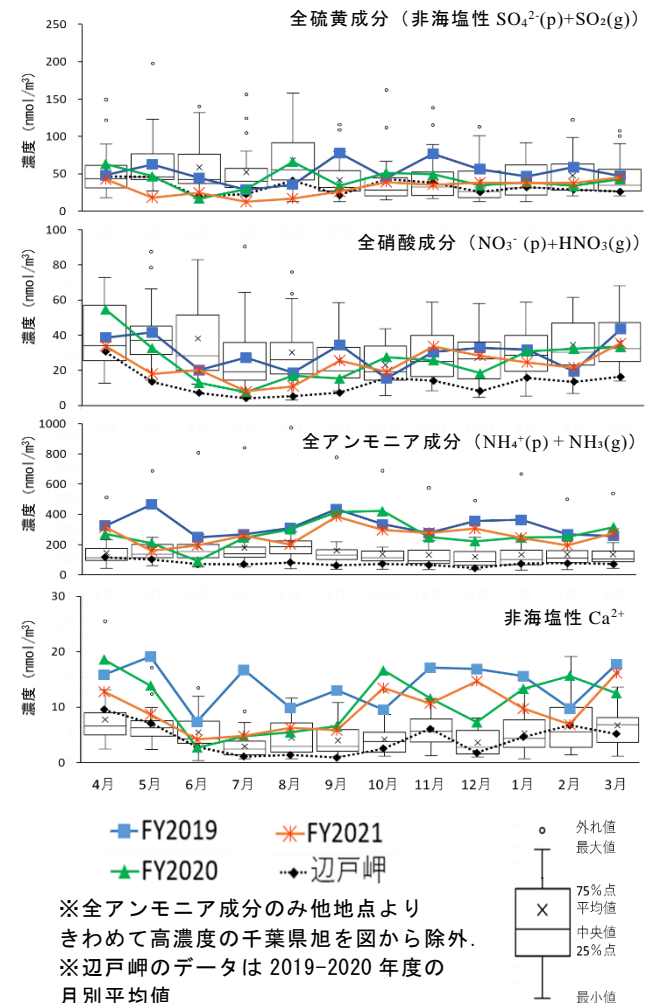 全硫黄成分（非海塩性 SO₄²⁻(p)+SO₂(g)）
濃度 (nmol/m³)
250
200
150
100
50
0
全硝酸成分（NO₃⁻ (p)+HNO₃(g)）
濃度 (nmol/m³)
100
80
60
40
20
0
全アンモニア成分（NH₄⁺(p) + NH₃(g)）
濃度 (nmol/m³)
1000
800
600
400
200
0
非海塩性 Ca²⁺
濃度 (nmol/m³)
30
20
10
0
4月 5月 6月 7月 8月 9月 10月 11月 12月 1月 2月 3月
FY2019 FY2021
FY2020 辺戸岬
外れ値
最大値
75%点
平均値
中央値
25%点
最小値
※全アンモニア成分のみ他地点より
きわめて高濃度の千葉県旭を図から除外.
※辺戸岬のデータは 2019-2020 年度の
月別平均値